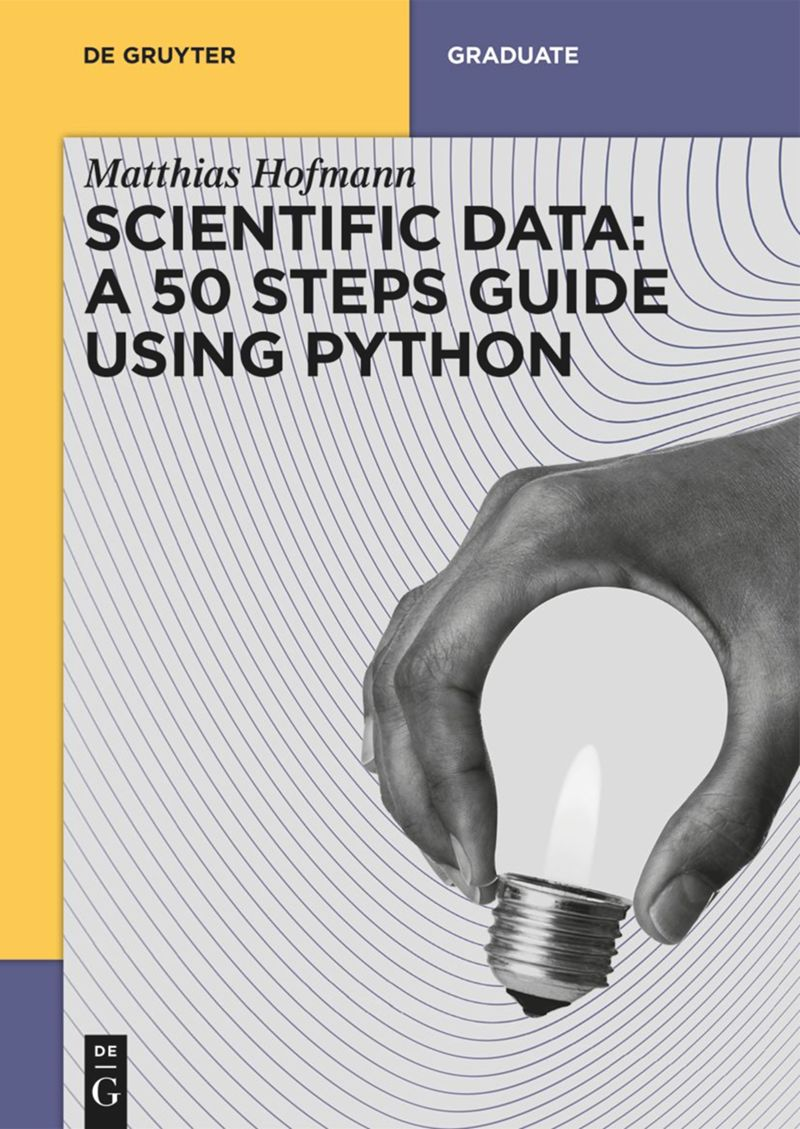 DE GRUYTER
GRADUATE
Matthias Hofmann
SCIENTIFIC DATA:
A 50 STEPS GUIDE
USING PYTHON
DE
G